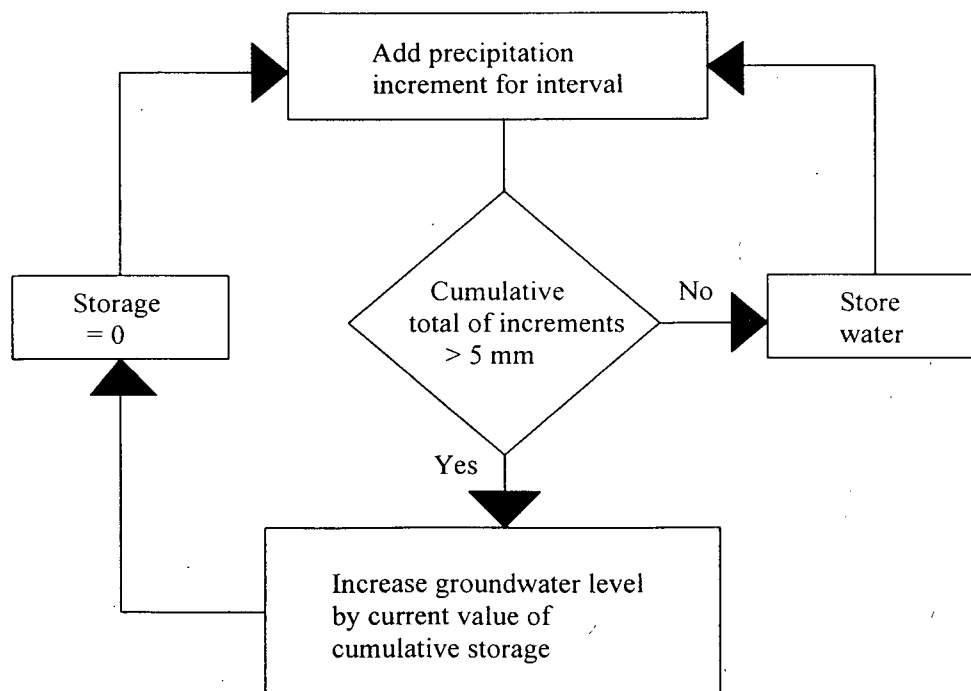 Add precipitation
increment for interval
Cumulative
total of increments
> 5 mm
No
Store
water
Storage
= 0
Yes
Increase groundwater level
by current value of
cumulative storage